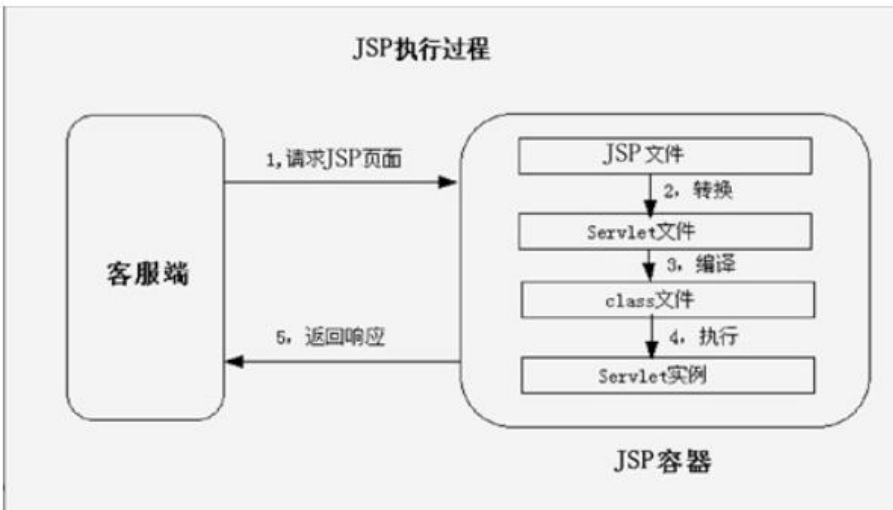 JSP执行过程
1,请求JSP页面
JSP 文件
2，转换
Servlet文件
3，编译
客服端
class文件
5，返回响应
4，执行
Servlet实例
JSP容器